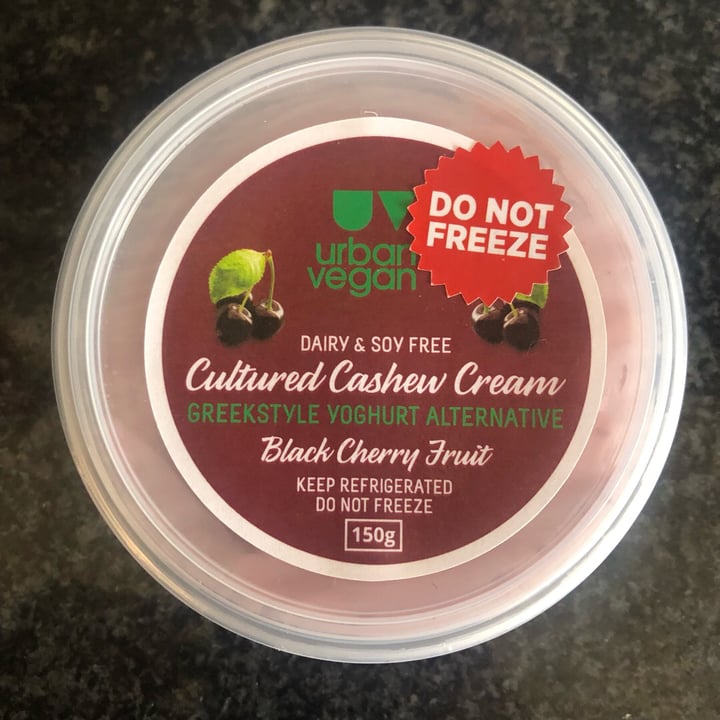 UV
urban
vegan
DO NOT
FREEZE
DAIRY & SOY FREE
Cultured Cashew Cream
GREEKSTYLE YOGHURT ALTERNATIVE
Black Cherry Fruit
KEEP REFRIGERATED
DO NOT FREEZE
150g